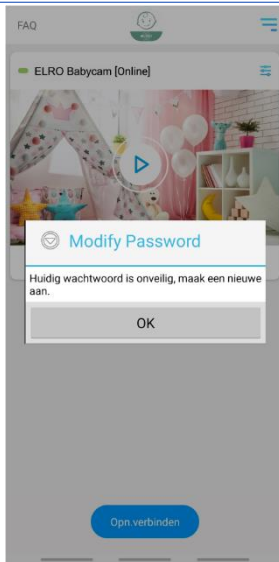 FAQ
ELRO Babycam [Online]
Modify Password
Huidig wachtwoord is onveilig, maak een nieuwe
aan.
OK
Opn.verbinden